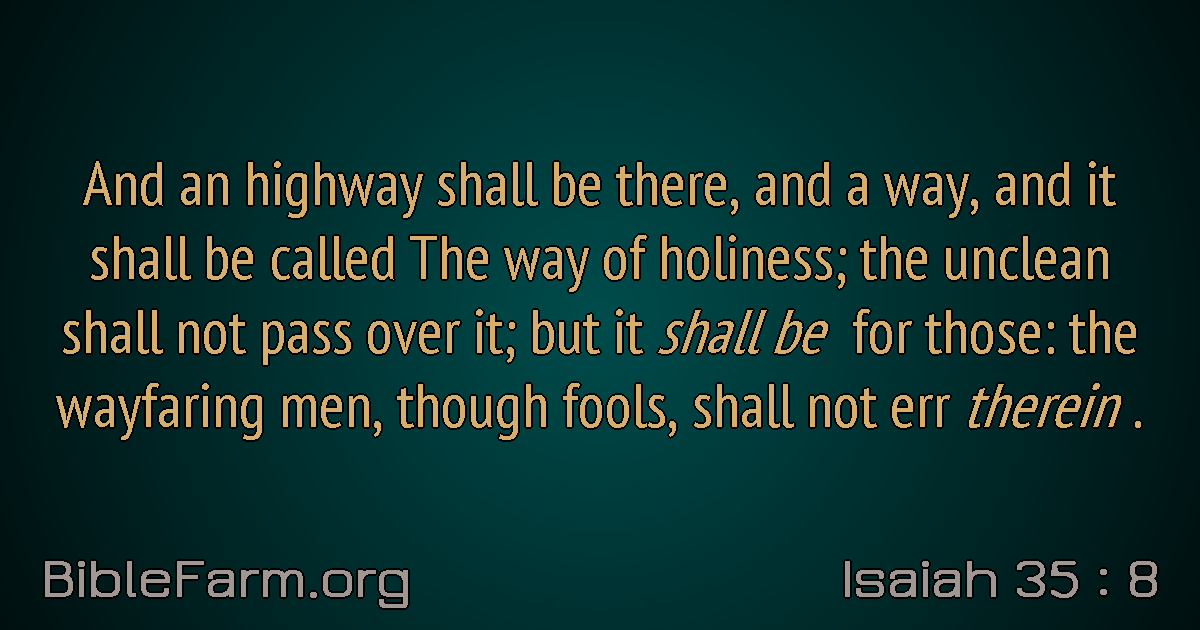 And an highway shall be there, and a way, and it
shall be called The way of holiness; the unclean
shall not pass over it; but it shall be for those: the
wayfaring men, though fools, shall not err therein .
BibleFarm.org
Isaiah 35 : 8